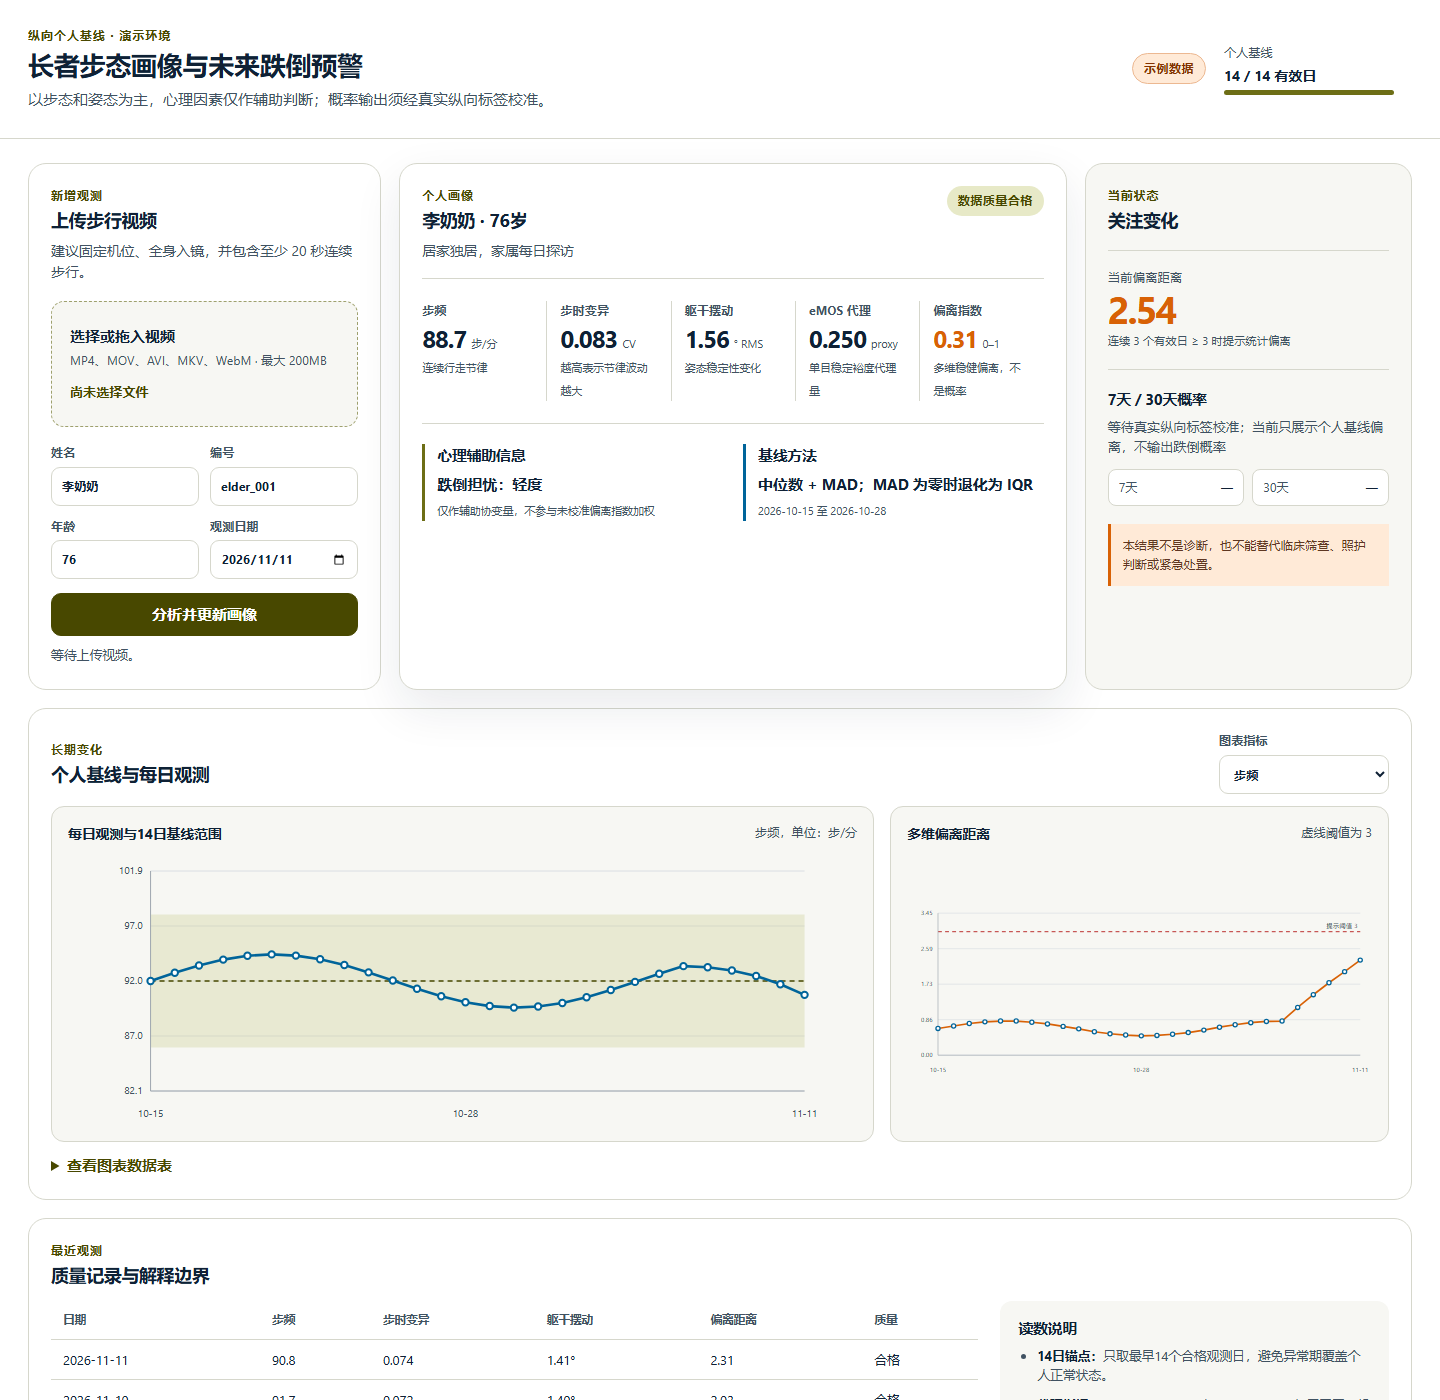 纵向个人基线 · 演示环境
长者步态画像与未来跌倒预警
以步态和姿态为主，心理因素仅作辅助判断；概率输出须经真实纵向标签校准。
示例数据
个人基线
14 / 14 有效日
新增观测
上传步行视频
建议固定机位、全身入镜，并包含至少 20 秒连续
步行。
选择或拖入视频
MP4、MOV、AVI、MKV、WebM · 最大 200MB
尚未选择文件
姓名
编号
李奶奶
elder_001
年龄
观测日期
76
2026/11/11
分析并更新画像
等待上传视频。
个人画像
李奶奶 · 76岁
居家独居，家属每日探访
数据质量合格
步频
88.7 步/分
连续行走节律
步时变异
0.083 CV
越高表示节律波动
越大
躯干摆动
1.56 ° RMS
姿态稳定性变化
eMOS 代理
0.250 proxy
单目稳定裕度代理
量
偏离指数
0.31 0–1
多维稳健偏离，不
是概率
心理辅助信息
跌倒担忧：轻度
仅作辅助协变量，不参与未校准偏离指数加权
基线方法
中位数 + MAD；MAD 为零时退化为 IQR
2026-10-15 至 2026-10-28
当前状态
关注变化
当前偏离距离
2.54
连续 3 个有效日 ≥ 3 时提示统计偏离
7天 / 30天概率
等待真实纵向标签校准；当前只展示个人基线偏
离，不输出跌倒概率
7天 —
30天 —
本结果不是诊断，也不能替代临床筛查、照护
判断或紧急处置。
长期变化
个人基线与每日观测
图表指标
步频
每日观测与14日基线范围
步频，单位：步/分
101.9
97.0
92.0
87.0
82.1
10-15
10-28
11-11
多维偏离距离
虚线阈值为 3
3.45
提示阈值 3
2.59
1.73
0.86
0.00
10-15
10-28
11-11
查看图表数据表
最近观测
质量记录与解释边界
日期 步频 步时变异 躯干摆动 偏离距离 质量
2026-11-11 90.8 0.074 1.41° 2.31 合格
读数说明
14日锚点：只取最早14个合格观测日，避免异常期覆盖个
人正常状态。